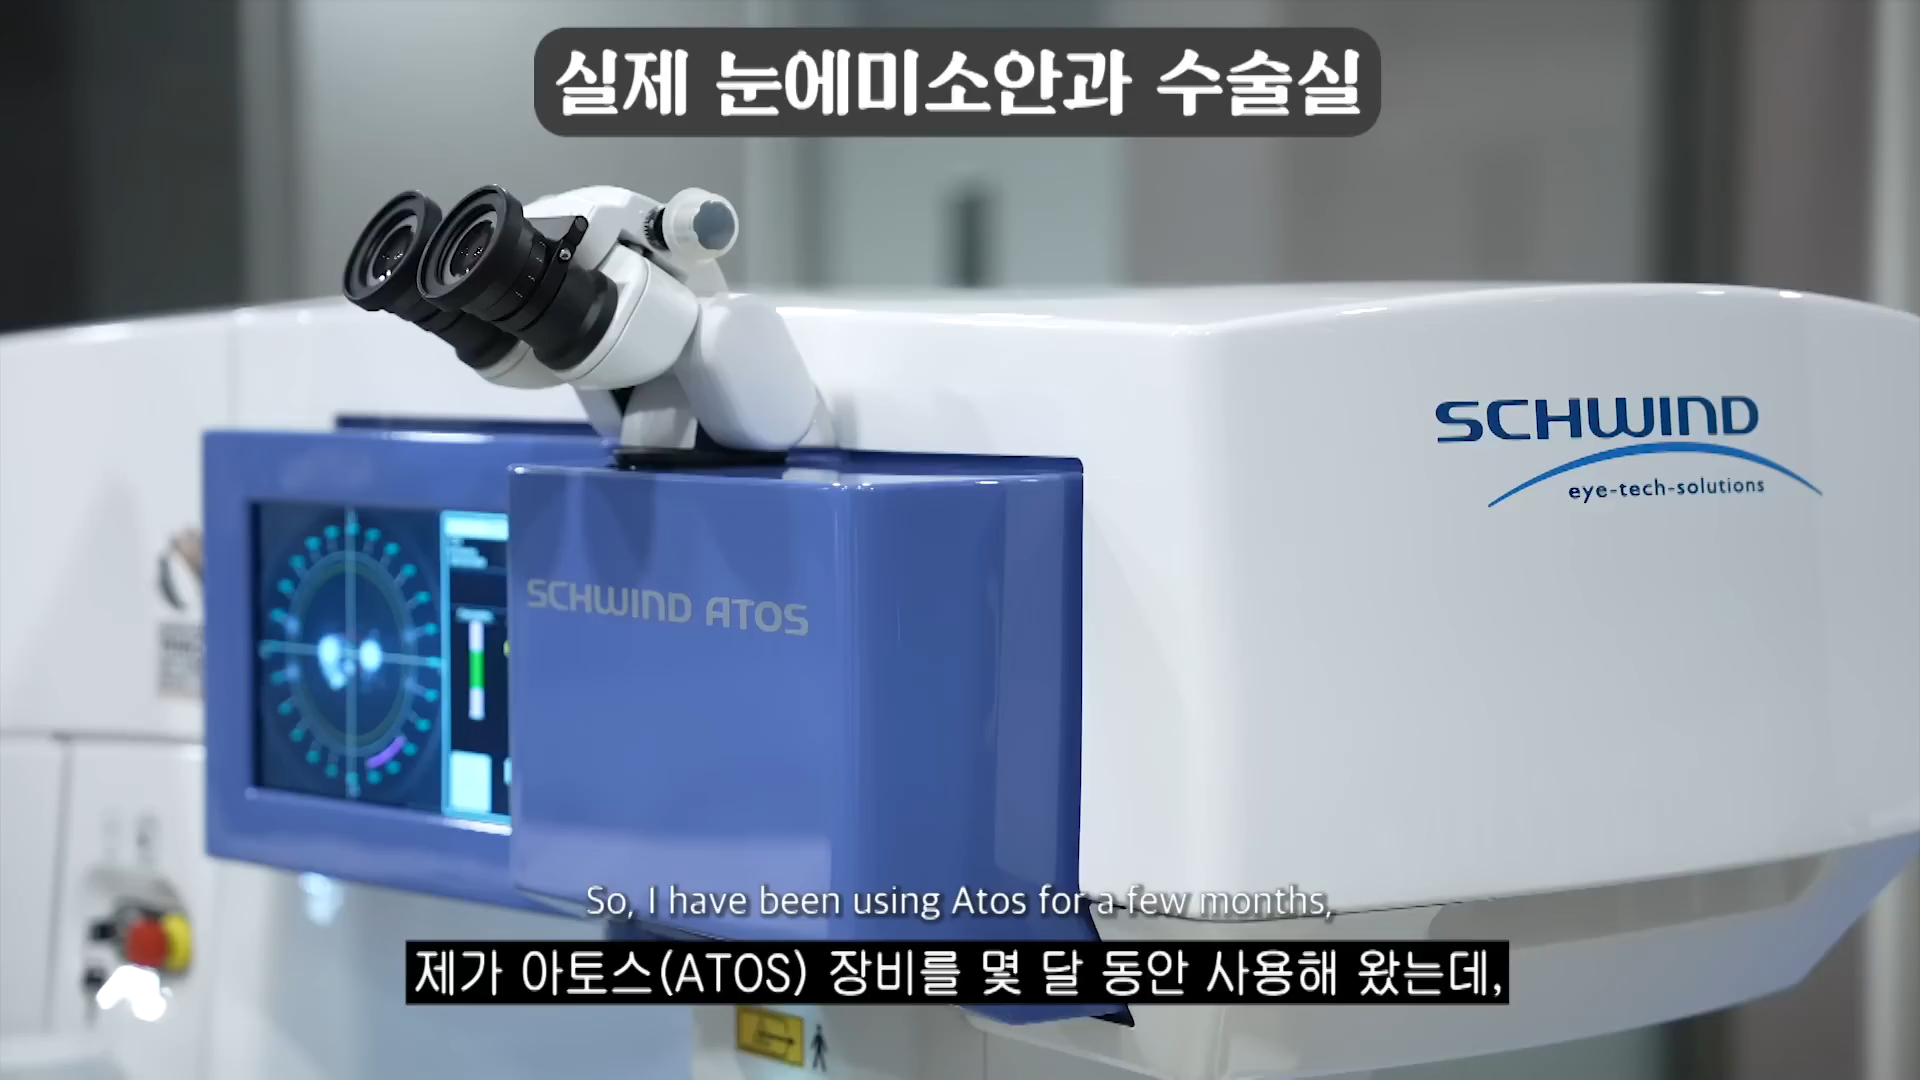 실제 눈에미소안과 수술실
SCHWIND
eye-tech-solutions
SCHWIND ATOS
So, I have been using Atos for a few months,
제가 아토스(ATOS) 장비를 몇 달 동안 사용해 왔는데,